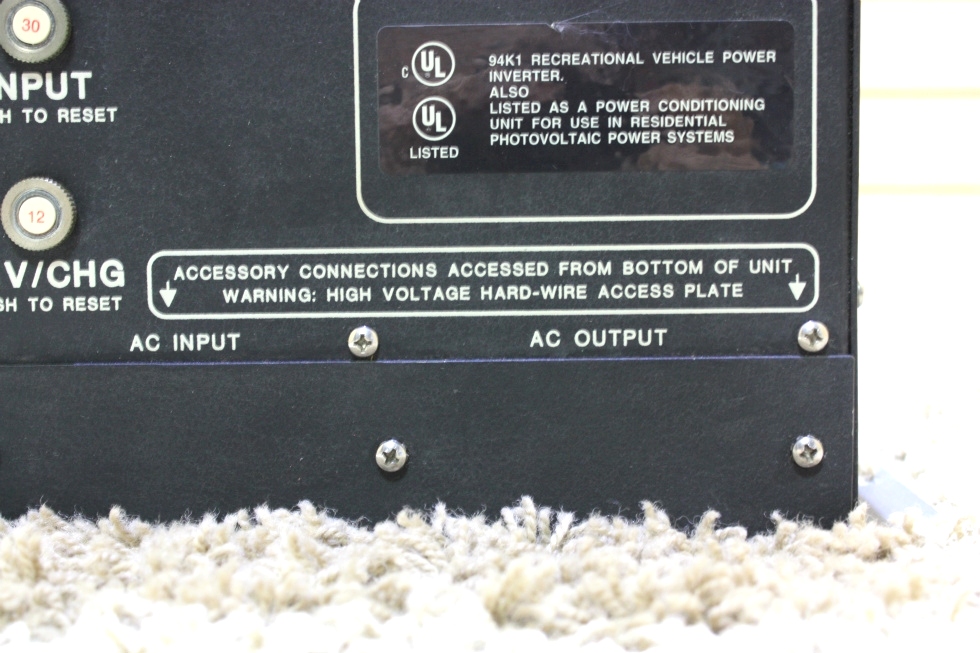 30
NPUT
H TO RESET
12
V/CHG
SH TO RESET
C UL
UL
LISTED
94K1 RECREATIONAL VEHICLE POWER
INVERTER.
ALSO
LISTED AS A POWER CONDITIONING
UNIT FOR USE IN RESIDENTIAL
PHOTOVOLTAIC POWER SYSTEMS
ACCESSORY CONNECTIONS ACCESSED FROM BOTTOM OF UNIT
WARNING: HIGH VOLTAGE HARD-WIRE ACCESS PLATE
AC INPUT
AC OUTPUT